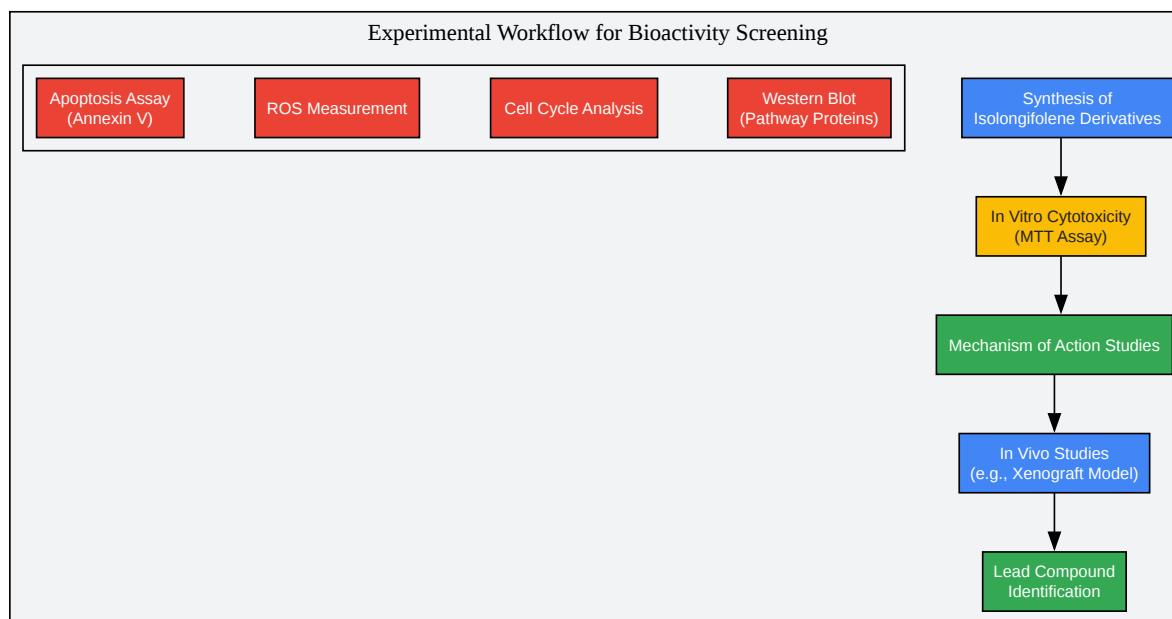 Experimental Workflow for Bioactivity Screening
Apoptosis Assay
(Annexin V)
ROS Measurement
Cell Cycle Analysis
Western Blot
(Pathway Proteins)
Synthesis of
Isolongifolene Derivatives
In Vitro Cytotoxicity
(MTT Assay)
Mechanism of Action Studies
In Vivo Studies
(e.g., Xenograft Model)
Lead Compound
Identification